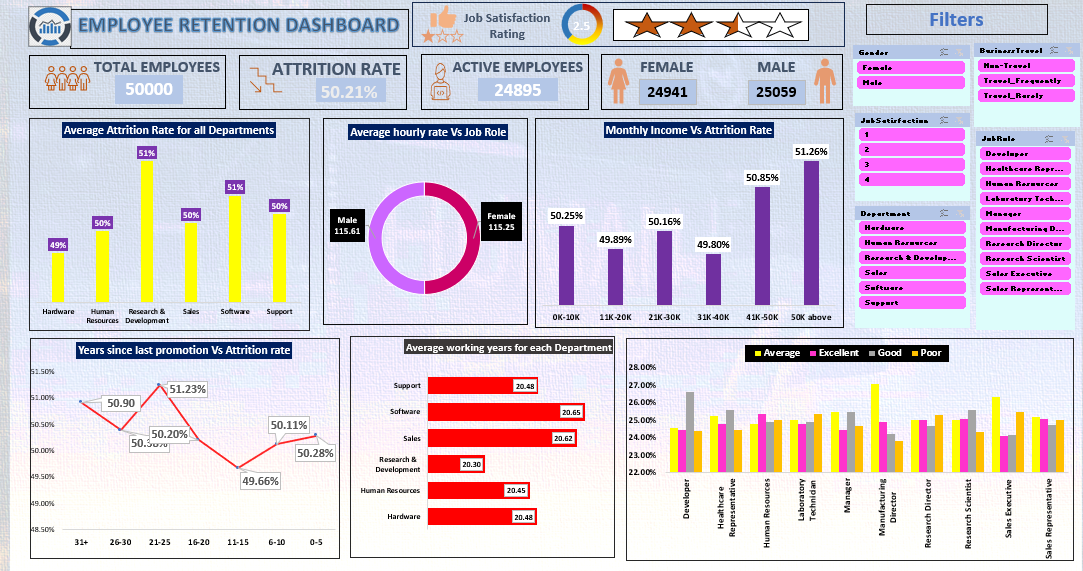 EMPLOYEE RETENTION DASHBOARD
Job Satisfaction
Rating
2.5
Filters
TOTAL EMPLOYEES
50000
ATTRITION RATE
50.21%
ACTIVE EMPLOYEES
24895
FEMALE
24941
MALE
25059
Gender
Female
Male
BusinessTravel
Non-Travel
Travel_Frequently
Travel_Rarely
JobSatisfaction
1
2
3
4
JobRole
Developer
Healthcare Repr...
Human Resources
Laboratory Tech...
Manager
Manufacturing D...
Research Director
Research Scientist
Sales Executive
Sales Represent...
Department
Hardware
Human Resources
Research & Develop...
Sales
Software
Support
Average Attrition Rate for all Departments
49%
50%
51%
50%
51%
50%
Hardware
Human
Resources
Research &
Development
Sales
Software
Support
Average hourly rate Vs Job Role
Male
115.61
Female
115.25
Monthly Income Vs Attrition Rate
50.25%
49.89%
50.16%
49.80%
50.85%
51.26%
0K-10K
11K-20K
21K-30K
31K-40K
41K-50K
50K above
Years since last promotion Vs Attrition rate
51.50%
51.00%
50.50%
50.00%
49.50%
49.00%
48.50%
50.90
51.23%
50.20%
49.66%
50.11%
50.28%
31+
26-30
21-25
16-20
11-15
6-10
0-5
Average working years for each Department
Support
20.48
Software
20.65
Sales
20.62
Research &
Development
20.30
Human Resources
20.45
Hardware
20.48
Average
Excellent
Good
Poor
28.00%
27.00%
26.00%
25.00%
24.00%
23.00%
22.00%
Developer
Healthcare
Representative
Human Resources
Laboratory
Technician
Manager
Manufacturing
Director
Research Director
Research Scientist
Sales Executive
Sales Representative